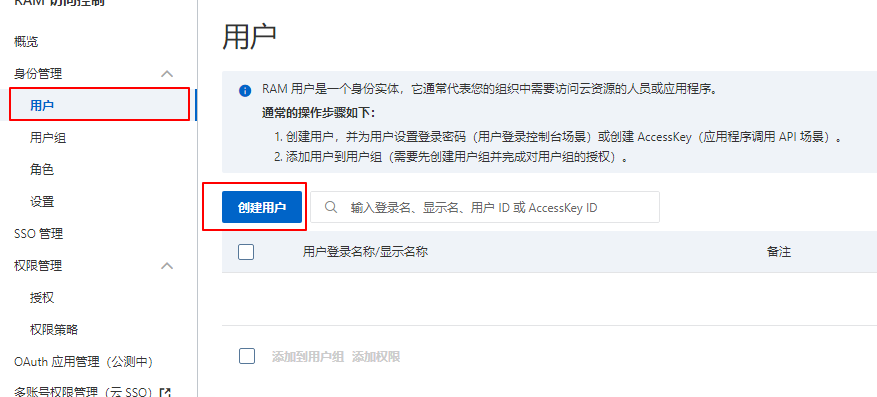 RAM 访问控制
概览
身份管理
用户
用户组
角色
设置
SSO 管理
权限管理
授权
权限策略
OAuth 应用管理（公测中）
多账号权限管理（云 SSO）
用户
RAM 用户是一个身份实体，它通常代表您的组织中需要访问云资源的人员或应用程序。
通常的操作步骤如下：
1. 创建用户，并为用户设置登录密码（用户登录控制台场景）或创建 AccessKey（应用程序调用 API 场景）。
2. 添加用户到用户组（需要先创建用户组并完成对用户组的授权）。
创建用户 输入登录名、显示名、用户 ID 或 AccessKey ID
用户登录名称/显示名称 备注
添加到用户组 添加权限